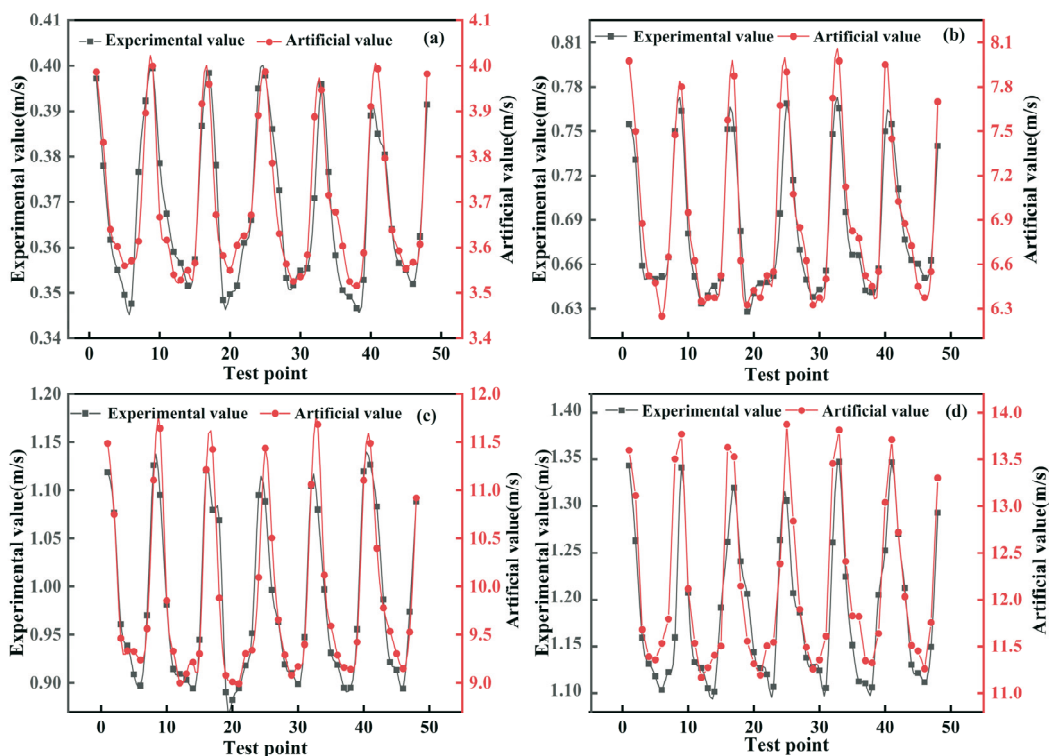 Experimental value Artificial value (a)
Experimental value(m/s)
0.41
0.40
0.39
0.38
0.37
0.36
0.35
0.34
4.1
4.0
3.9
3.8
3.7
3.6
3.5
3.4
Artificial value(m/s)
0 10 20 30 40 50
Test point
Experimental value Artificial value (b)
Experimental value(m/s)
0.81
0.78
0.75
0.72
0.69
0.66
0.63
8.1
7.8
7.5
7.2
6.9
6.6
6.3
Artificial value(m/s)
0 10 20 30 40 50
Test point
Experimental value Artificial value (c)
Experimental value(m/s)
1.20
1.15
1.10
1.05
1.00
0.95
0.90
12.0
11.5
11.0
10.5
10.0
9.5
9.0
Artificial value(m/s)
0 10 20 30 40 50
Test point
Experimental value Artificial value (d)
Experimental value(m/s)
1.40
1.35
1.30
1.25
1.20
1.15
1.10
14.0
13.5
13.0
12.5
12.0
11.5
11.0
Artificial value(m/s)
0 10 20 30 40 50
Test point